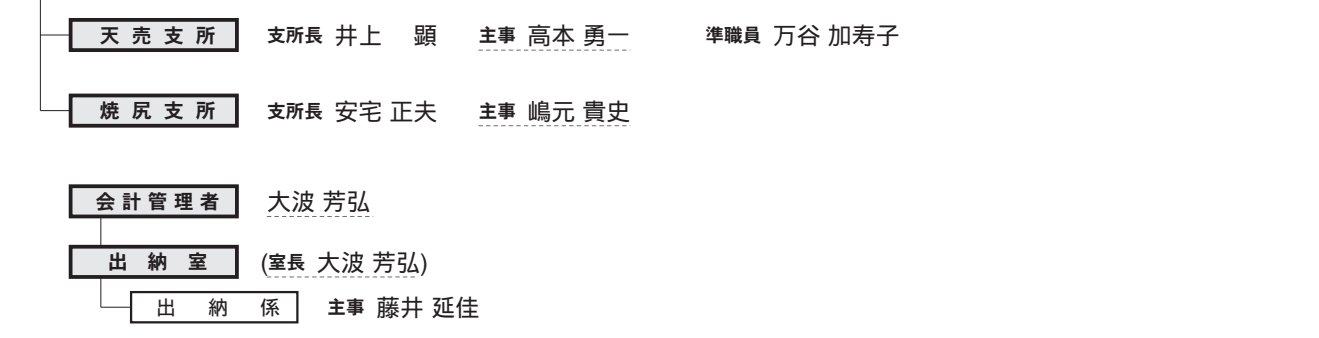 天売支所 支所長 井上 顕 主事 高本 勇一 準職員 万谷 加寿子
焼尻支所 支所長 安宅 正夫 主事 嶋元 貴史
会計管理者 大波 芳弘
出納室 (室長 大波 芳弘)
出納係 主事 藤井 延佳